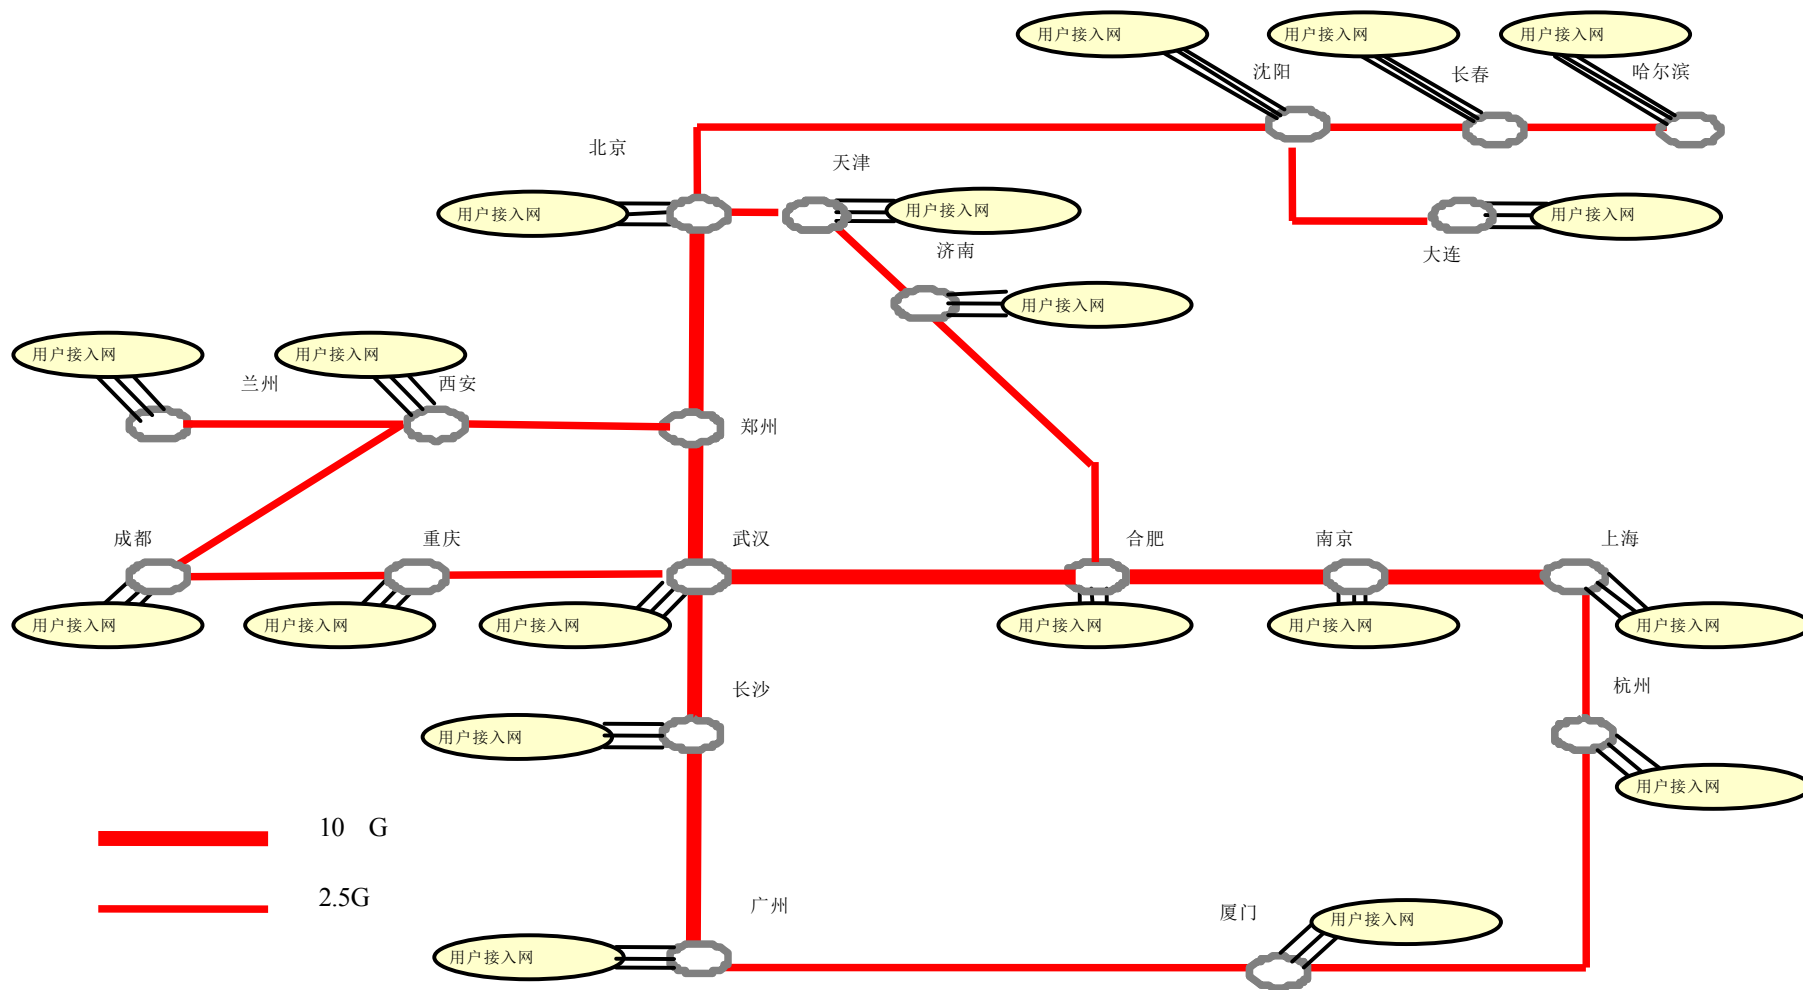 用户接入网
用户接入网
用户接入网
沈阳
长春
哈尔滨
北京
天津
用户接入网
用户接入网
用户接入网
济南
大连
用户接入网
用户接入网
用户接入网
兰州
西安
郑州
成都
重庆
武汉
合肥
南京
上海
用户接入网
用户接入网
用户接入网
用户接入网
用户接入网
用户接入网
长沙
杭州
用户接入网
用户接入网
10 G
2.5G
广州
厦门
用户接入网
用户接入网